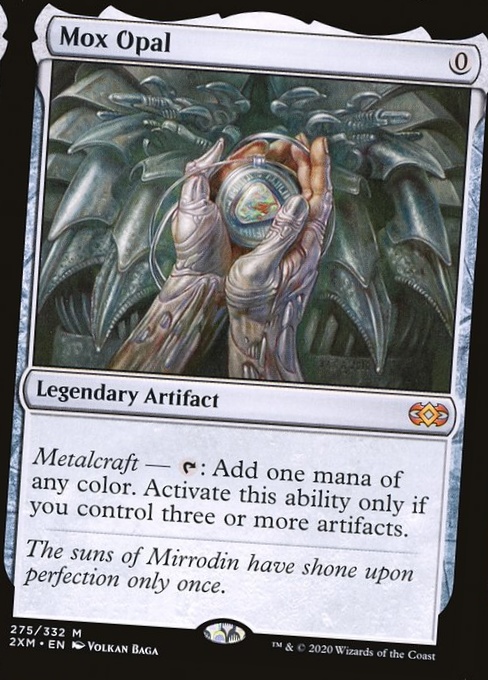 Mox Opal 0
Legendary Artifact
Metalcraft — : Add one mana of
any color. Activate this ability only if
you control three or more artifacts.
The suns of Mirrodin have shone upon
perfection only once.
275/332 M
2XM • EN VOLKAN BAGA
™ & © 2020 Wizards of the Coast